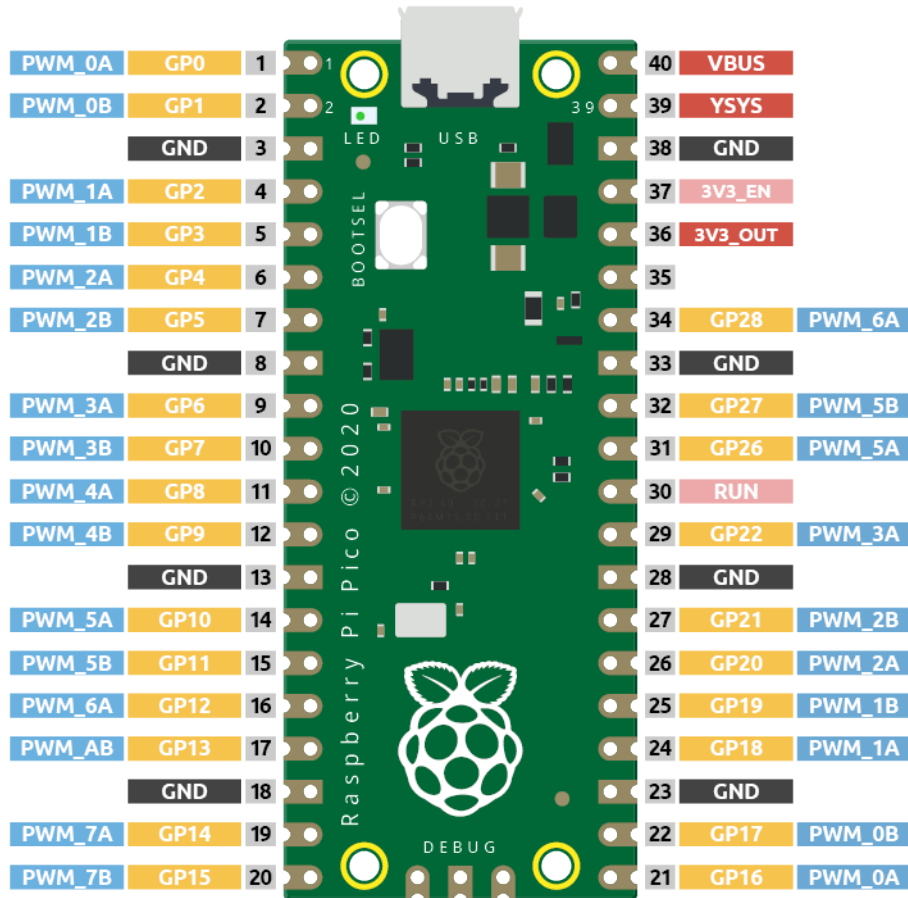 PWM_0A GP0 1 1 40 VBUS
PWM_0B GP1 2 2 39 39 YSYS
LED USB
GND 3 38 GND
PWM_1A GP2 4 37 3V3_EN
PWM_1B GP3 5 BOOTSEL 36 3V3_OUT
PWM_2A GP4 6 35
PWM_2B GP5 7 34 GP28 PWM_6A
GND 8 33 GND
PWM_3A GP6 9 32 GP27 PWM_5B
PWM_3B GP7 10 31 GP26 PWM_5A
PWM_4A GP8 11 30 RUN
PWM_4B GP9 12 29 GP22 PWM_3A
GND 13 28 GND
PWM_5A GP10 14 27 GP21 PWM_2B
PWM_5B GP11 15 26 GP20 PWM_2A
PWM_6A GP12 16 25 GP19 PWM_1B
PWM_AB GP13 17 24 GP18 PWM_1A
GND 18 23 GND
PWM_7A GP14 19 22 GP17 PWM_0B
PWM_7B GP15 20 21 GP16 PWM_0A
Raspberry Pi Pico ©2020
DEBUG